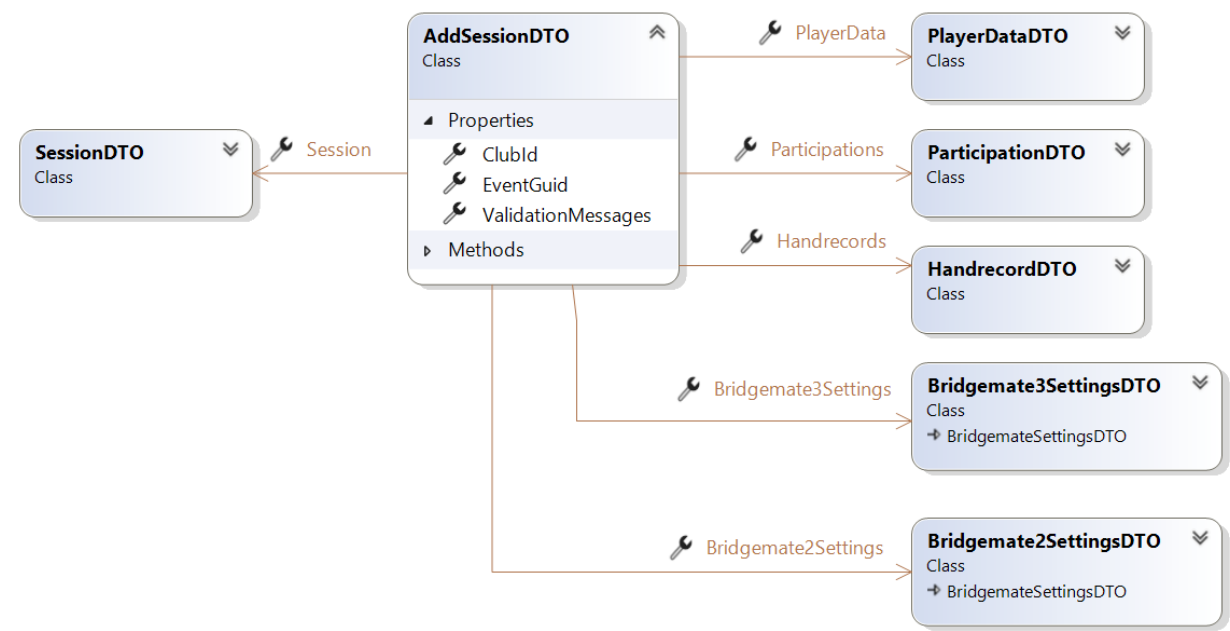 AddSessionDTO
Class
Properties
ClubId
EventGuid
ValidationMessages
Methods
Session
SessionDTO
Class
PlayerData
PlayerDataDTO
Class
Participations
ParticipationDTO
Class
Handrecords
HandrecordDTO
Class
Bridgemate3Settings
Bridgemate3SettingsDTO
Class
BridgemateSettingsDTO
Bridgemate2Settings
Bridgemate2SettingsDTO
Class
BridgemateSettingsDTO